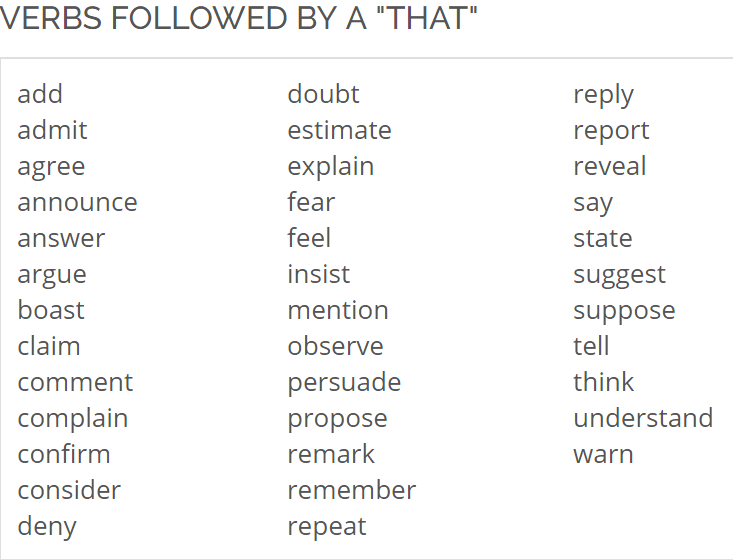 VERBS FOLLOWED BY A "THAT"
add
admit
agree
announce
answer
argue
boast
claim
comment
complain
confirm
consider
deny
doubt
estimate
explain
fear
feel
insist
mention
observe
persuade
propose
remark
remember
repeat
reply
report
reveal
say
state
suggest
suppose
tell
think
understand
warn